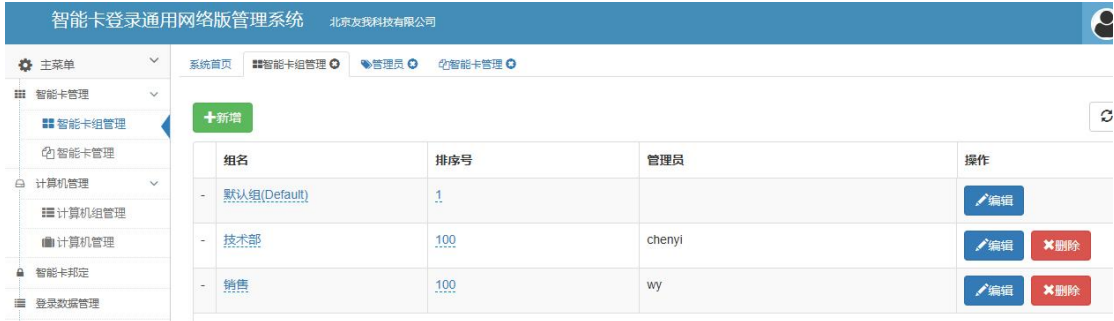 智能卡登录通用网络版管理系统 北京友我科技有限公司
主菜单
智能卡管理
智能卡组管理
智能卡管理
计算机管理
计算机组管理
计算机管理
智能卡邦定
登录数据管理
系统首页 智能卡组管理 管理员 智能卡管理
新增
组名 排序号 管理员 操作
- 默认组(Default) 1 编辑
- 技术部 100 chenyi 编辑 删除
- 销售 100 wy 编辑 删除